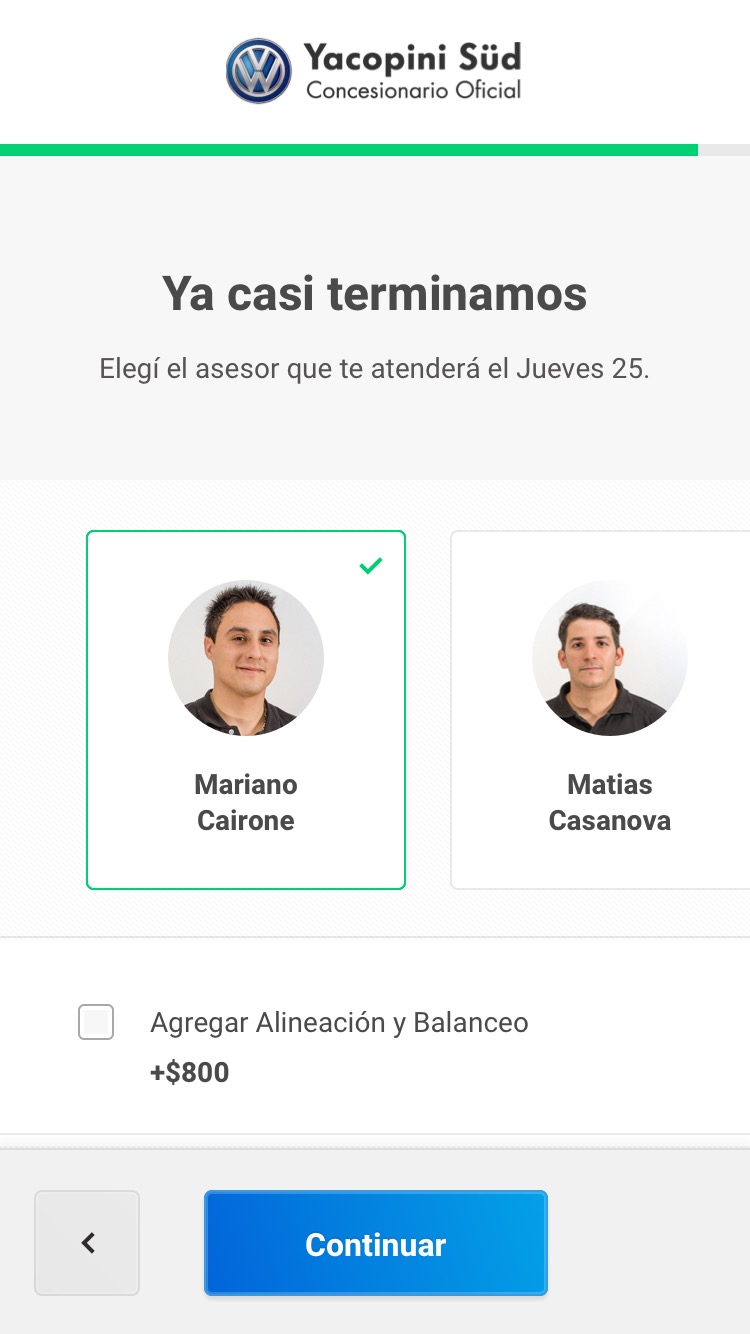 Yacopini Süd
Concesionario Oficial
Ya casi terminamos
Elegí el asesor que te atenderá el Jueves 25.
Mariano
Cairone
Matias
Casanova
Agregar Alineación y Balanceo
+$800
Continuar